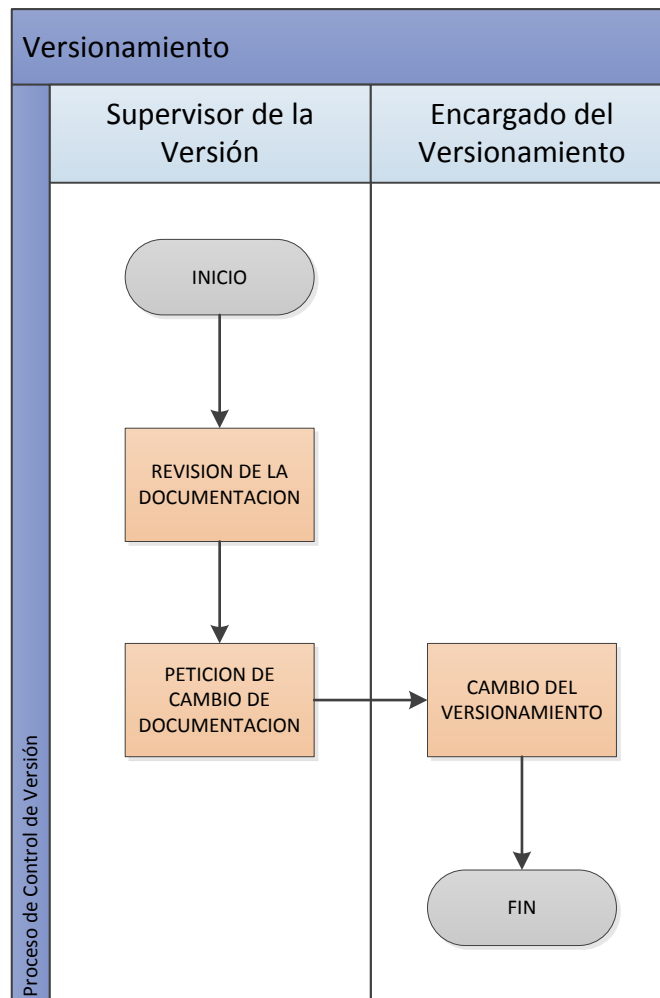 Versionamiento
Supervisor de la
Versión
Encargado del
Versionamiento
INICIO
REVISION DE LA
DOCUMENTACION
PETICION DE
CAMBIO DE
DOCUMENTACION
CAMBIO DEL
VERSIONAMIENTO
FIN
Proceso de Control de Versión